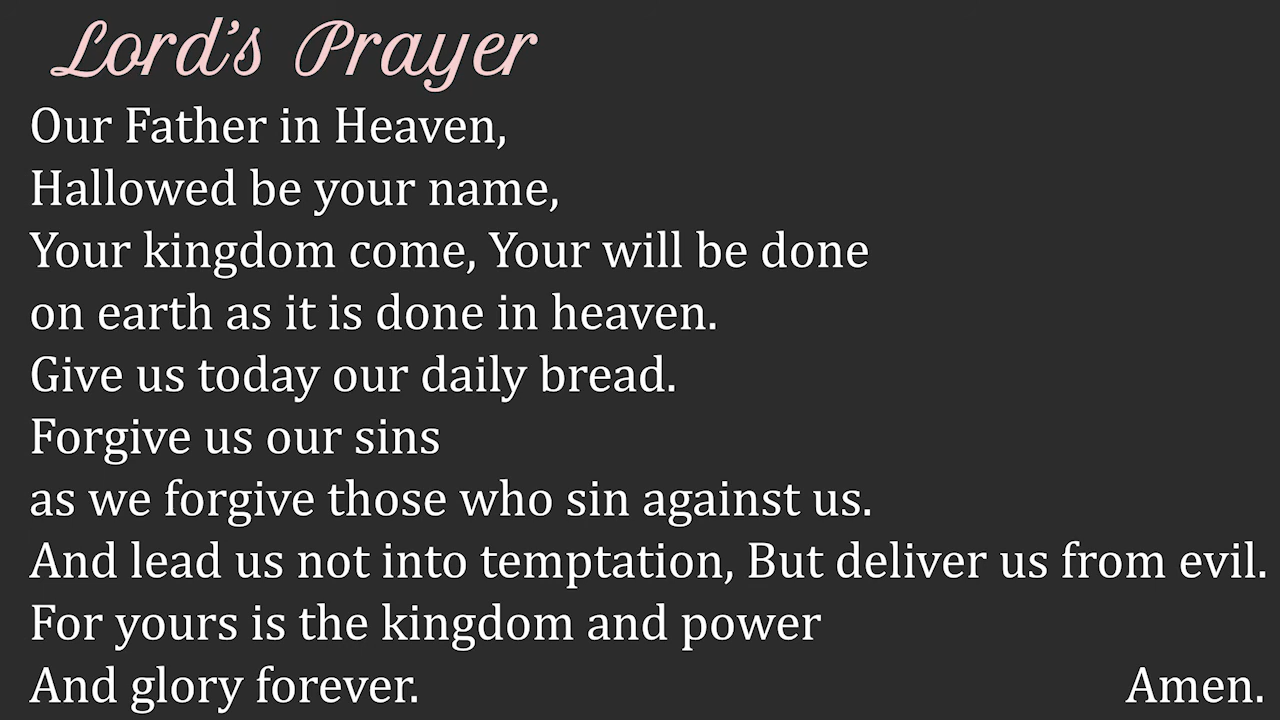 Lord's Prayer
Our Father in Heaven,
Hallowed be your name,
Your kingdom come, Your will be done
on earth as it is done in heaven.
Give us today our daily bread.
Forgive us our sins
as we forgive those who sin against us.
And lead us not into temptation, But deliver us from evil.
For yours is the kingdom and power
And glory forever. Amen.